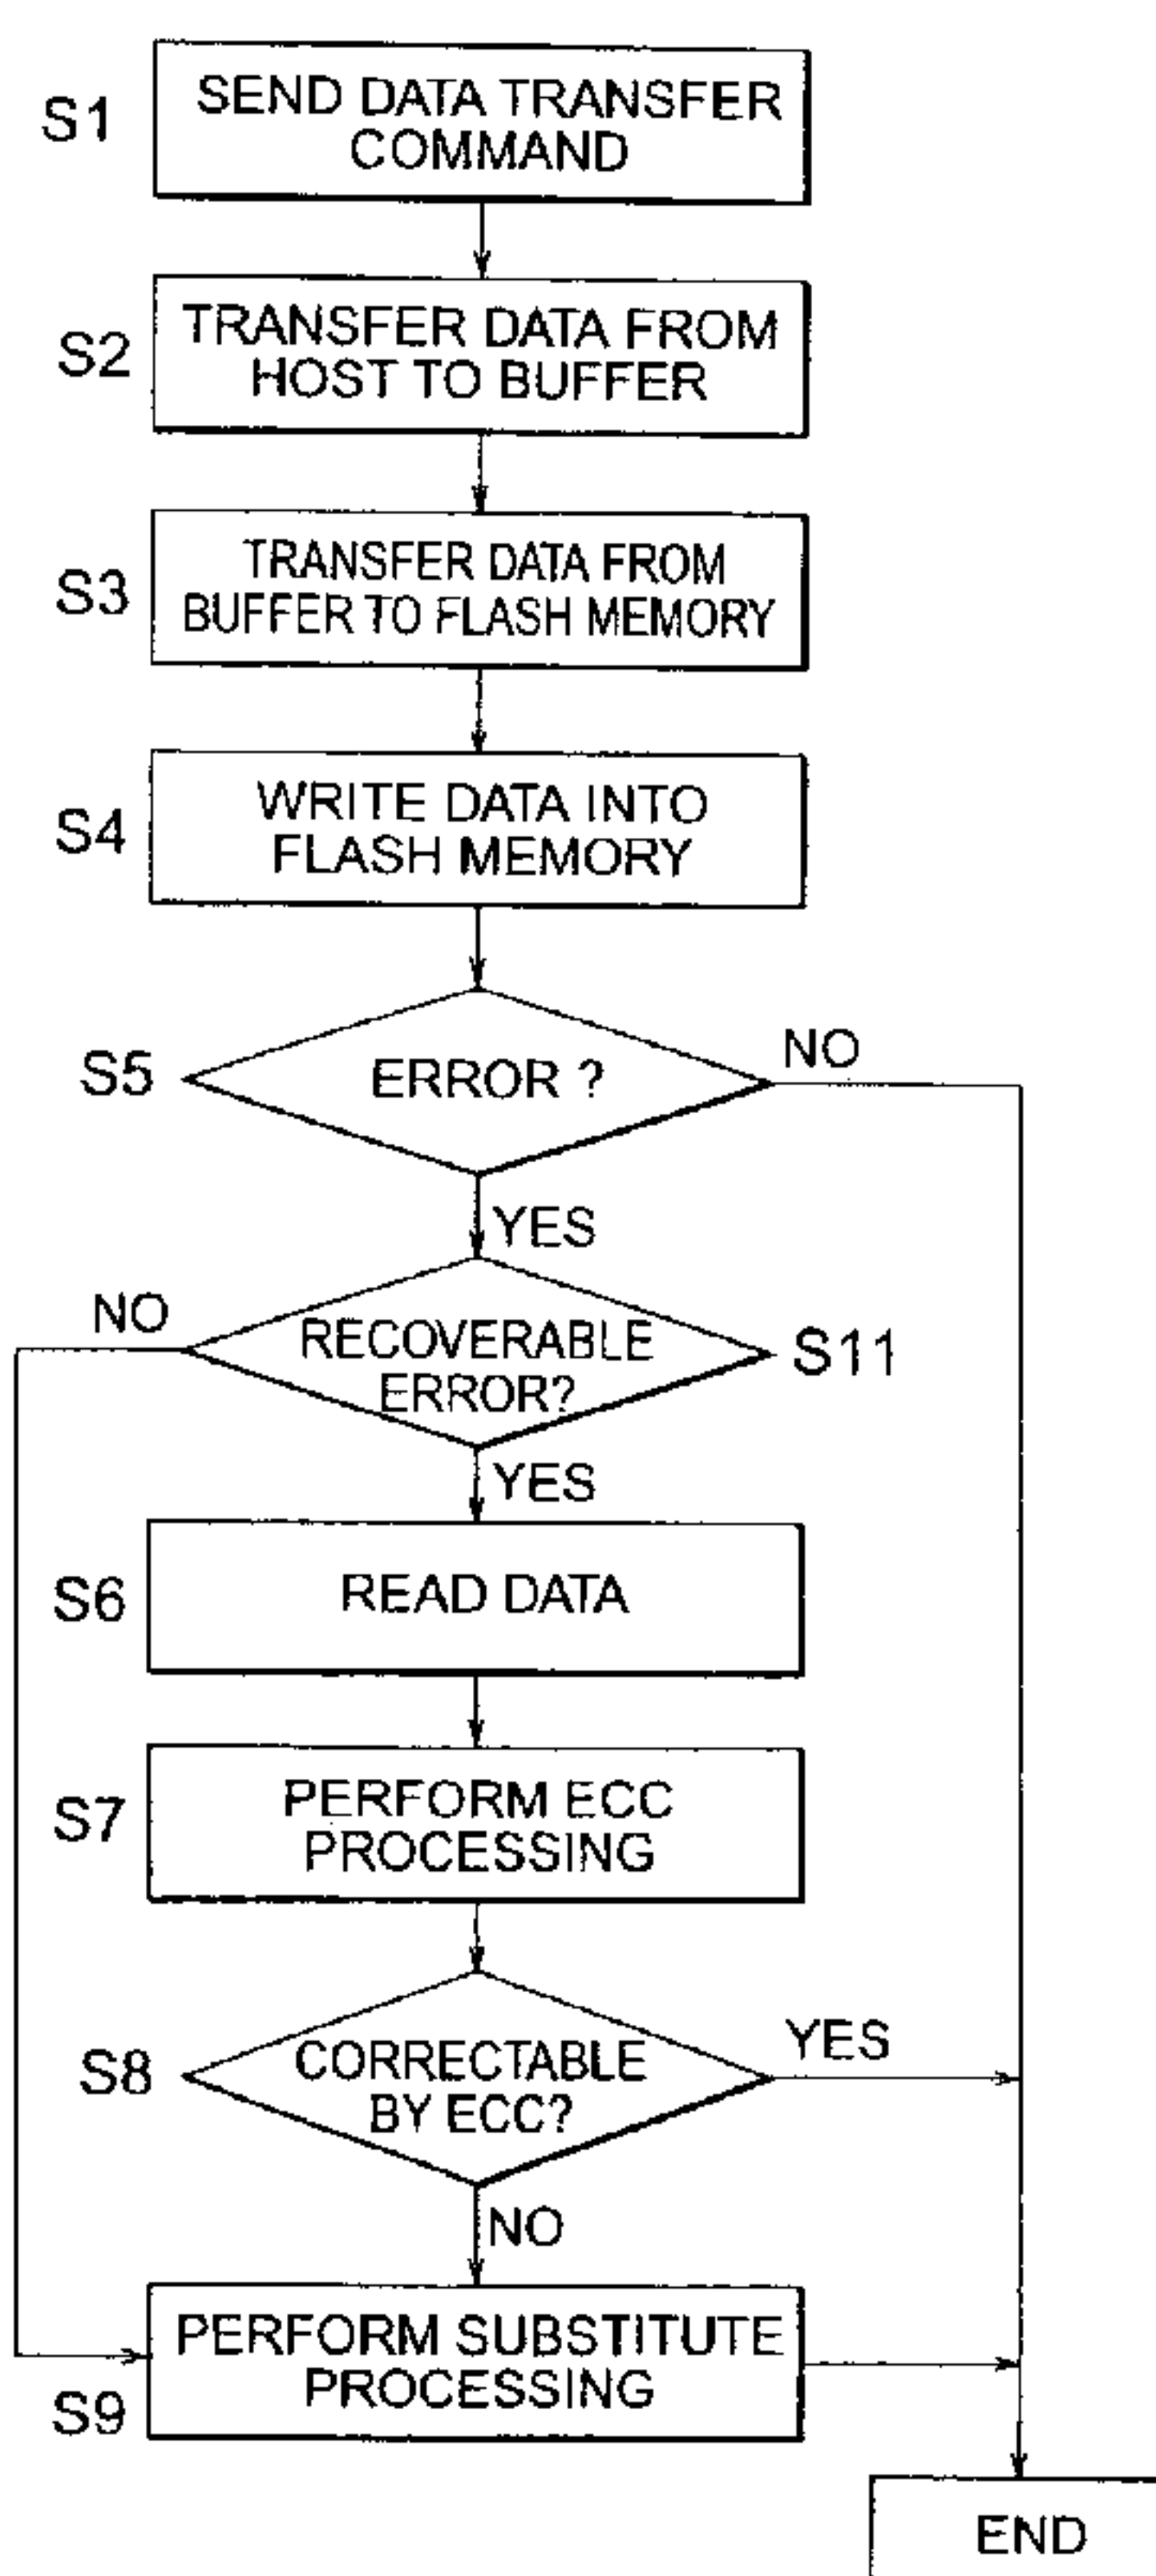 S1
SEND DATA TRANSFER
COMMAND
S2
TRANSFER DATA FROM
HOST TO BUFFER
S3
TRANSFER DATA FROM
BUFFER TO FLASH MEMORY
S4
WRITE DATA INTO
FLASH MEMORY
S5
ERROR ?
NO
YES
NO
RECOVERABLE
ERROR?
S11
YES
S6
READ DATA
S7
PERFORM ECC
PROCESSING
S8
CORRECTABLE
BY ECC?
YES
NO
PERFORM SUBSTITUTE
PROCESSING
S9
END